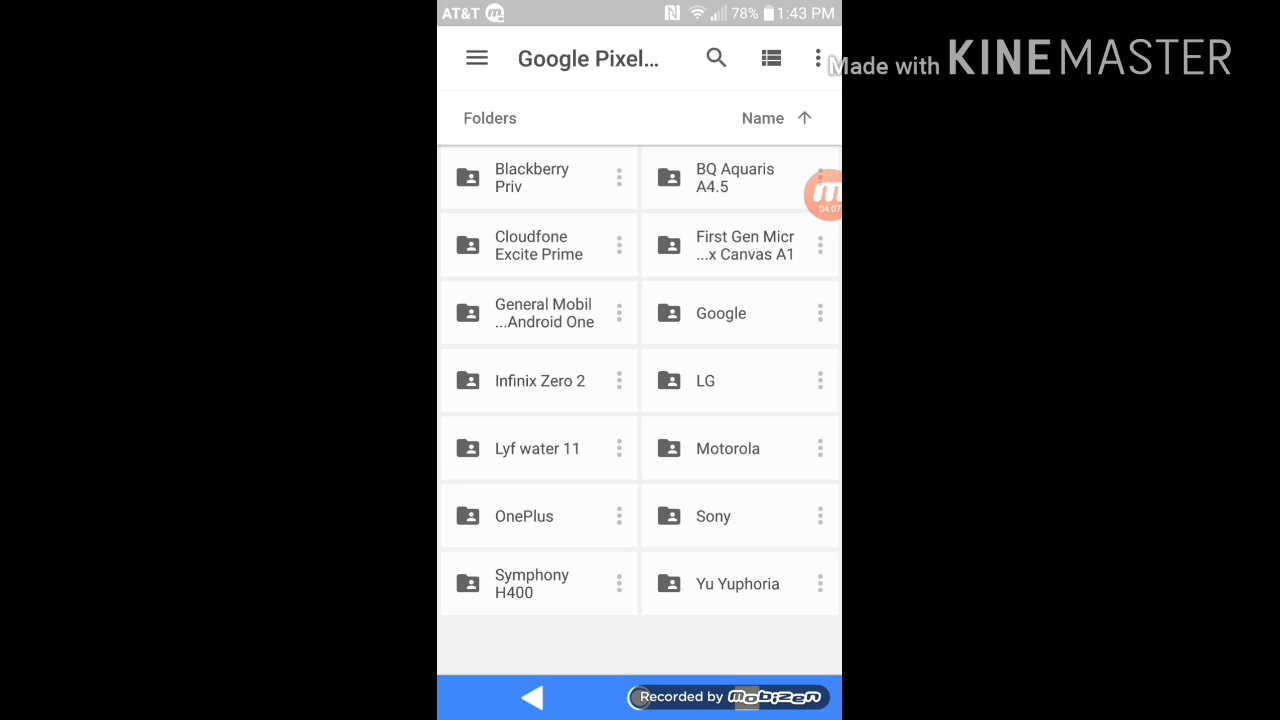 AT&T
78%
1:43 PM
Google Pixel...
Made with KINEMASTER
Folders
Name
Blackberry
Priv
BQ Aquaris
A4.5
04:07
Cloudfone
Excite Prime
First Gen Micr
...x Canvas A1
General Mobil
...Android One
Google
Infinix Zero 2
LG
Lyf water 11
Motorola
OnePlus
Sony
Symphony
H400
Yu Yuphoria
Recorded by mobizen